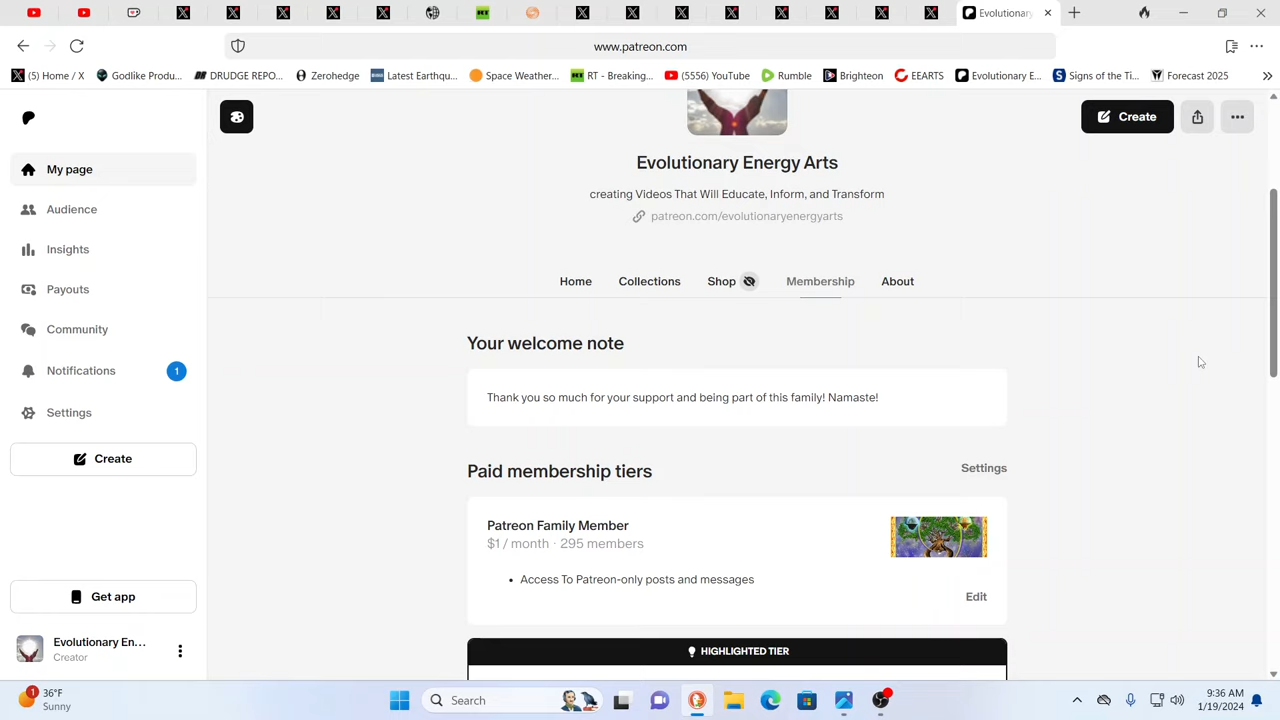 Evolutionary
www.patreon.com
(5) Home / X
Godlike Produ...
DRUDGE REPO...
Zerohedge
Latest Earthqu...
Space Weather...
RT - Breaking...
(5556) YouTube
Rumble
Brighteon
EEARTS
Evolutionary E...
Signs of the Ti...
Forecast 2025
Create
My page
Audience
Insights
Payouts
Community
Notifications
1
Settings
Create
Get app
Evolutionary En...
Creator
Evolutionary Energy Arts
creating Videos That Will Educate, Inform, and Transform
patreon.com/evolutionaryenergyarts
Home
Collections
Shop
Membership
About
Your welcome note
Thank you so much for your support and being part of this family! Namaste!
Paid membership tiers
Settings
Patreon Family Member
$1 / month · 295 members
• Access To Patreon-only posts and messages
Edit
HIGHLIGHTED TIER
1
36°F
Sunny
Search
9:36 AM
1/19/2024